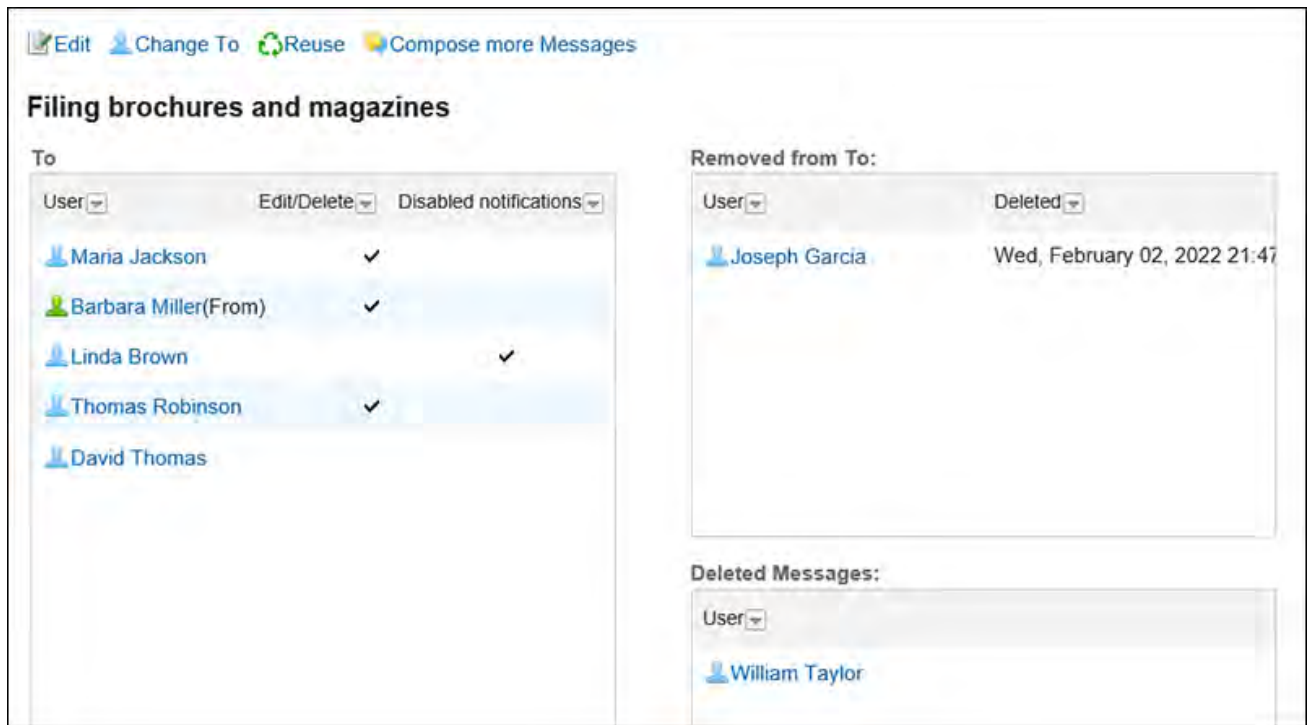 Edit Change To Reuse Compose more Messages
Filing brochures and magazines
To
User Edit/Delete Disabled notifications
Maria Jackson
Barbara Miller(From)
Linda Brown
Thomas Robinson
David Thomas
Removed from To:
User Deleted
Joseph Garcia Wed, February 02, 2022 21:47
Deleted Messages:
User
William Taylor